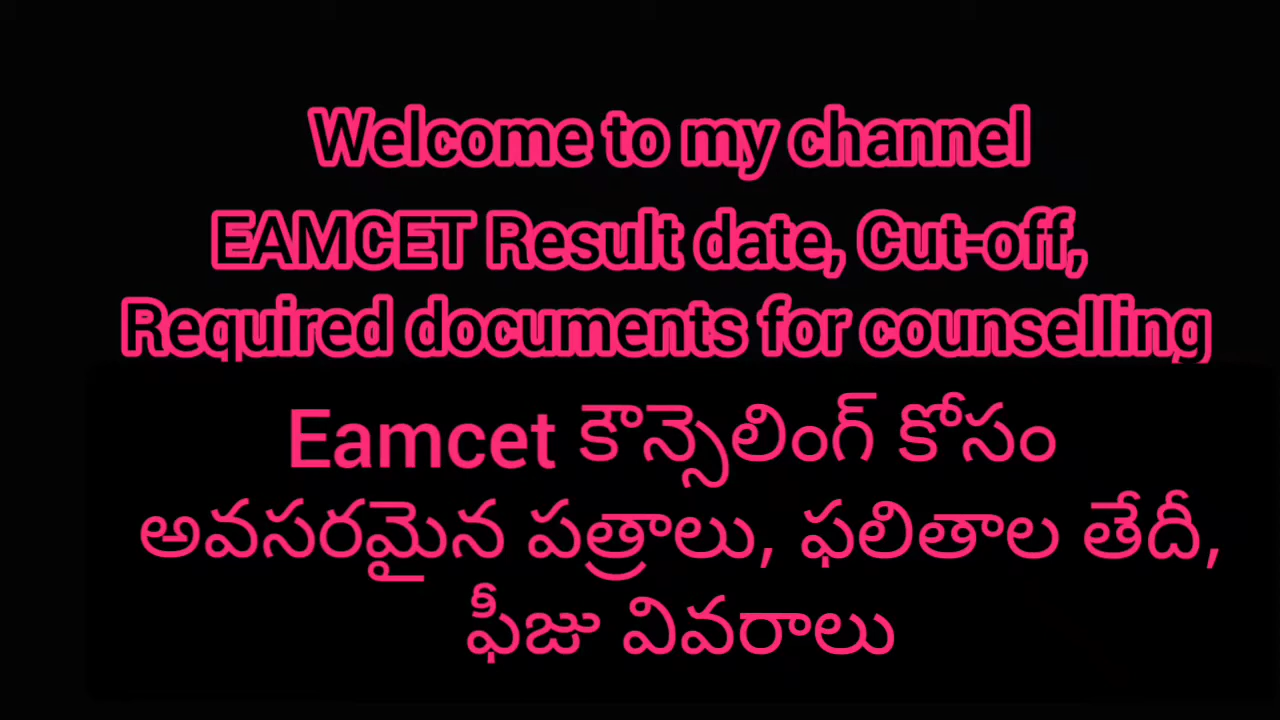 Welcome to my channel
EAMCET Result date, Cut-off,
Required documents for counselling
Eamcet కౌన్సెలింగ్ కోసం
అవసరమైన పత్రాలు, ఫలితాల తేదీ,
ఫీజు వివరాలు